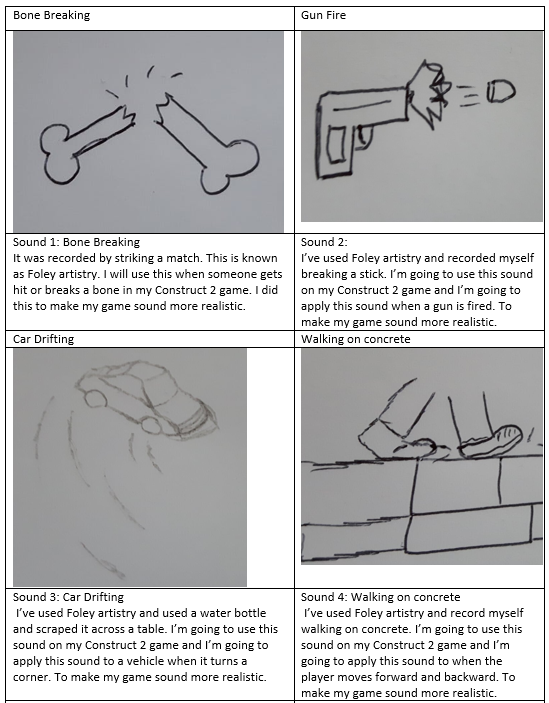 Bone Breaking
Gun Fire
Sound 1: Bone Breaking
It was recorded by striking a match. This is known
as Foley artistry. I will use this when someone gets
hit or breaks a bone in my Construct 2 game. I did
this to make my game sound more realistic.
Sound 2:
I've used Foley artistry and recorded myself
breaking a stick. I'm going to use this sound
on my Construct 2 game and I'm going to
apply this sound when a gun is fired. To
make my game sound more realistic.
Car Drifting
Walking on concrete
Sound 3: Car Drifting
I've used Foley artistry and used a water bottle
and scraped it across a table. I'm going to use this
sound on my Construct 2 game and I'm going to
apply this sound to a vehicle when it turns a
corner. To make my game sound more realistic.
Sound 4: Walking on concrete
I've used Foley artistry and record myself
walking on concrete. I'm going to use this
sound on my Construct 2 game and I'm
going to apply this sound to when the
player moves forward and backward. To
make my game sound more realistic.